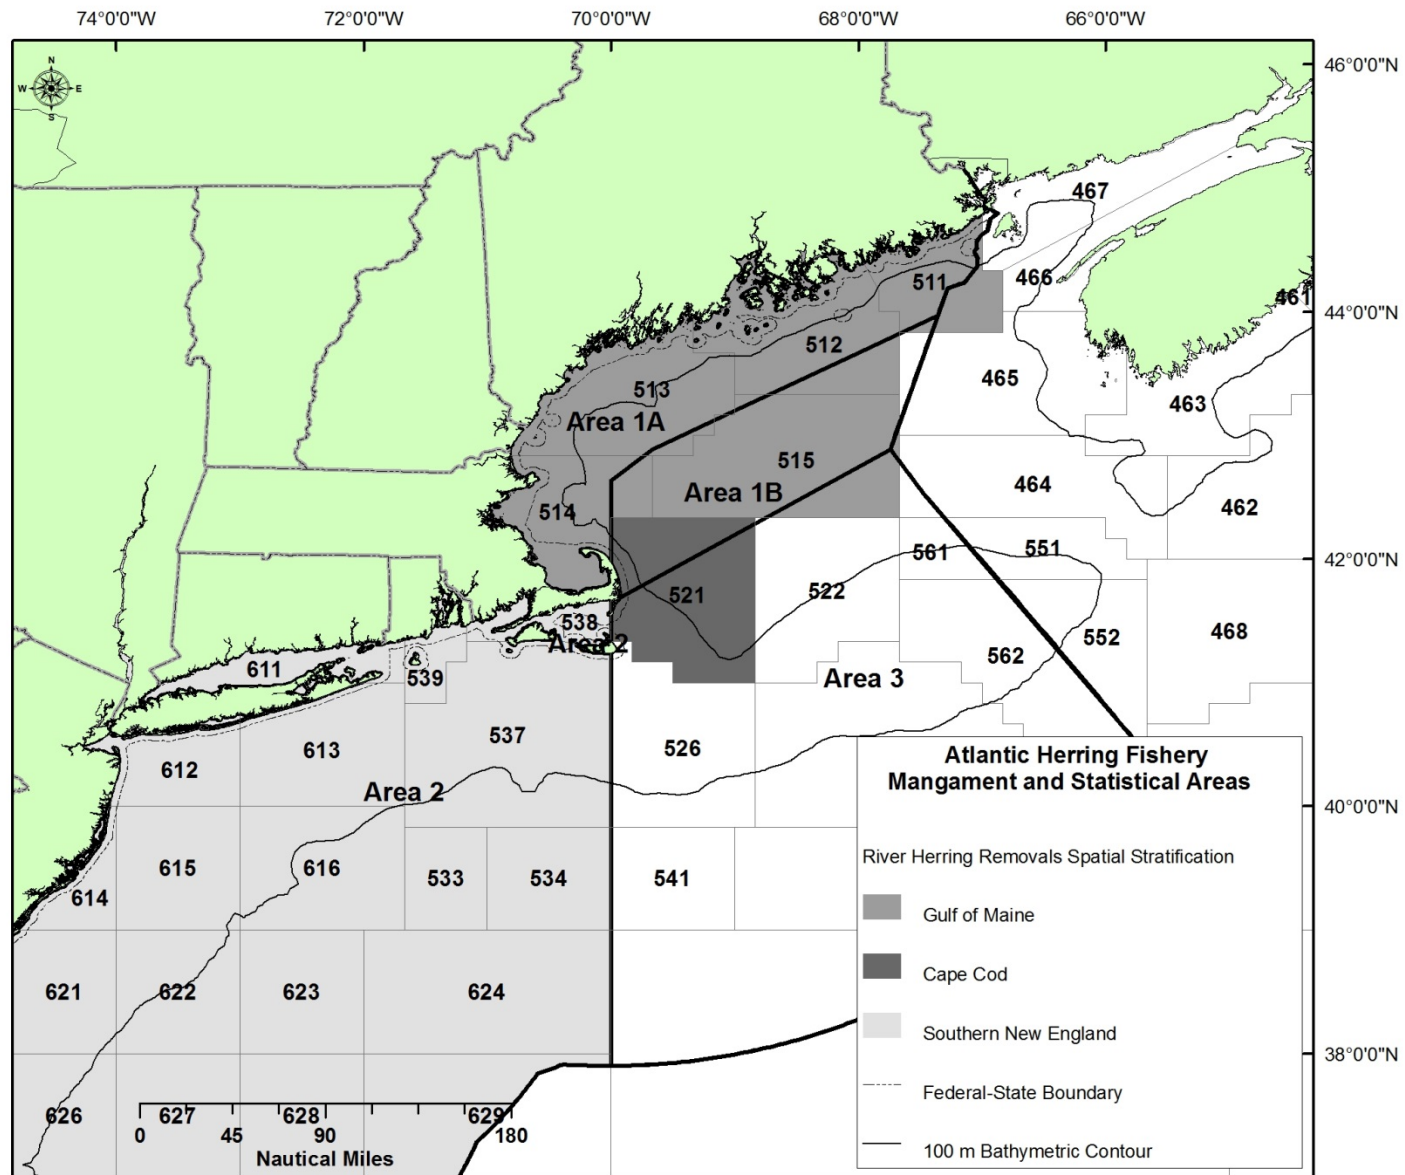 74°0'0"W 72°0'0"W 70°0'0"W 68°0'0"W 66°0'0"W
46°0'0"N
N
W E
S
467
466
511
44°0'0"N
461
512
465
513
463
Area 1A
515
464
Area 1B
462
514
561
551
42°0'0"N
521
522
538
552
468
Area 2
562
611
539
Area 3
537
526
613
612
Area 2
40°0'0"N
615
616
533
534
541
614
621
622
623
624
38°0'0"N
626
627
628
629
0 45 90 180
Nautical Miles
Atlantic Herring Fishery
Mangament and Statistical Areas
River Herring Removals Spatial Stratification
Gulf of Maine
Cape Cod
Southern New England
Federal-State Boundary
100 m Bathymetric Contour